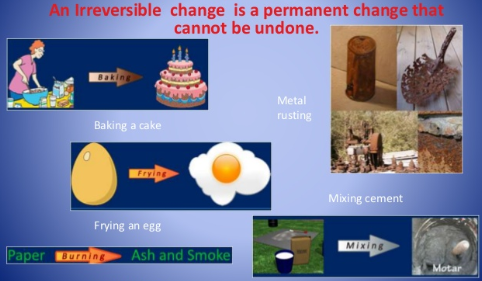 An Irreversible change is a permanent change that
cannot be undone.
Baking
Baking a cake
Metal
rusting
Frying
Frying an egg
Mixing cement
Paper Burning Ash and Smoke
Mixing
Motar